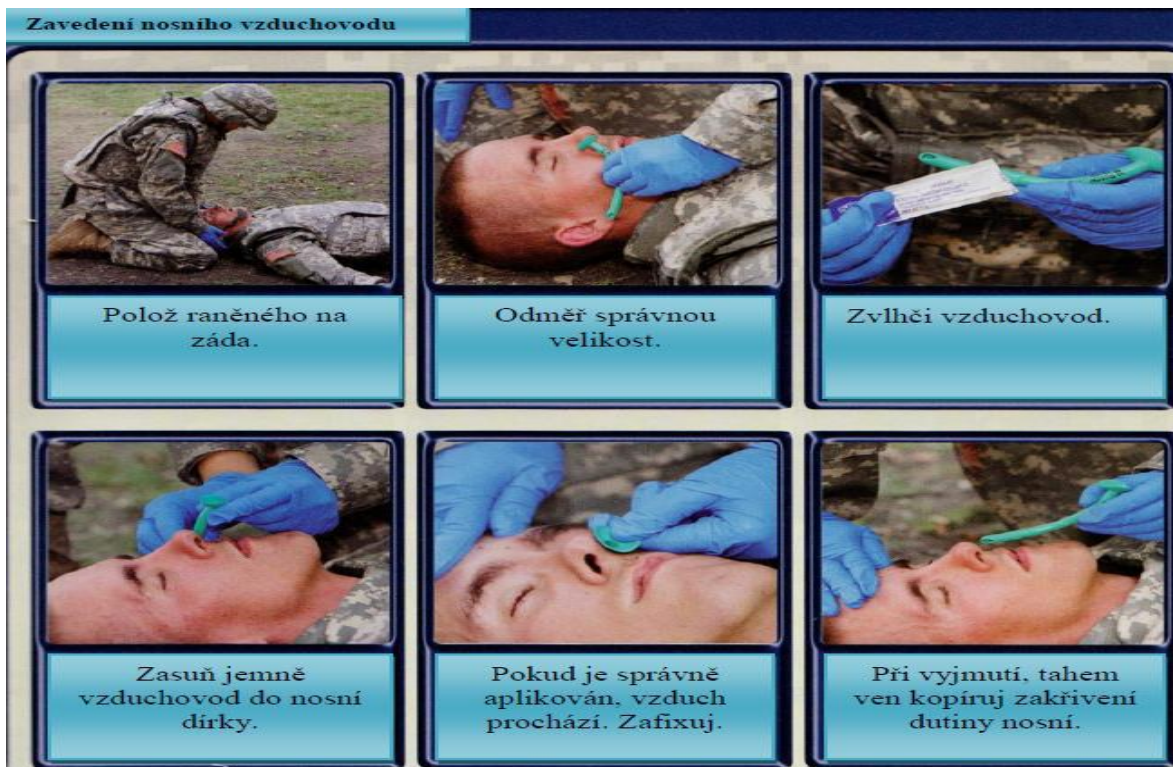 Zavedení nosního vzduchovodu
Polož raněného na
záda.
Odměř správnou
velikost.
Zvlhči vzduchovod.
Zasuň jemně
vzduchovod do nosní
dírky.
Pokud je správně
aplikován, vzduch
prochází. Zafixuj.
Při vyjmutí, tahem
ven kopíruj zakřivení
dutiny nosní.